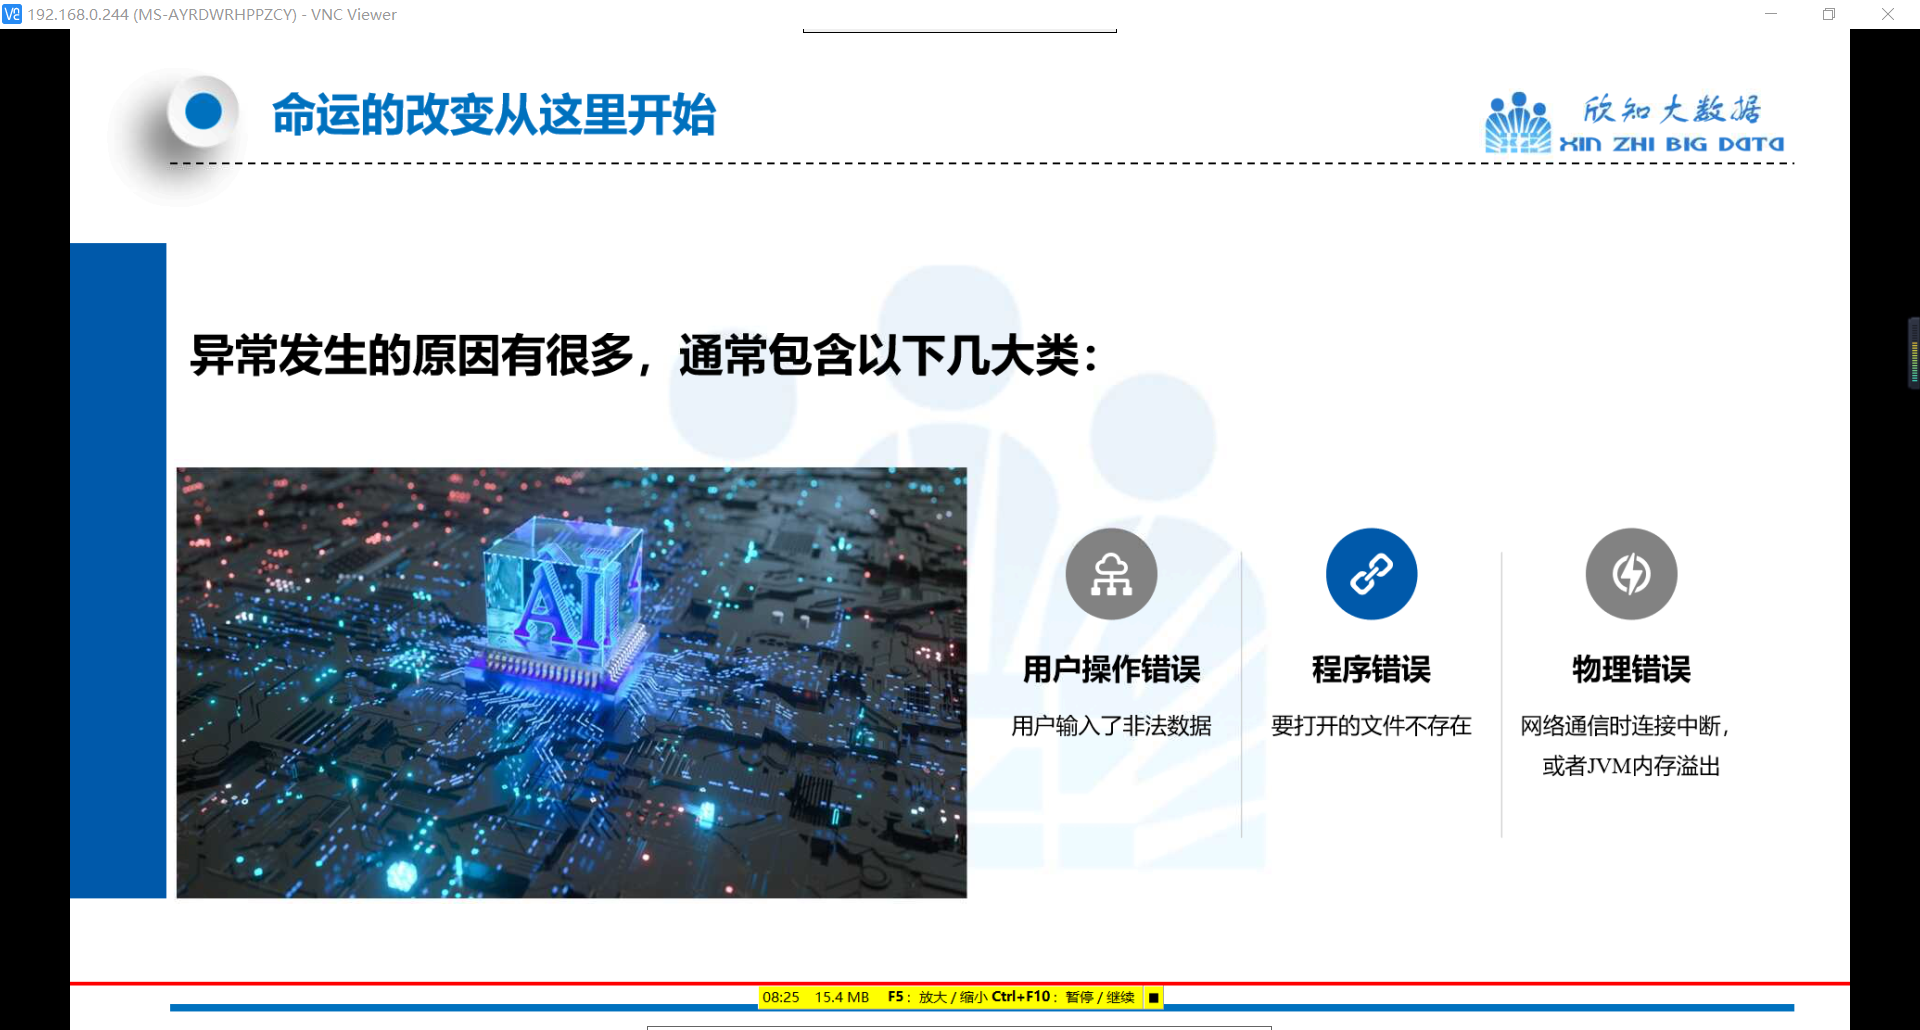 192.168.0.244 (MS-AYRDWRHPPZCY) - VNC Viewer
命运的改变从这里开始
欣知大数据
XIN ZHI BIG DATA
异常发生的原因有很多，通常包含以下几大类：
AI
用户操作错误
用户输入了非法数据
程序错误
要打开的文件不存在
物理错误
网络通信时连接中断，
或者JVM内存溢出
08:25 15.4 MB F5：放大 / 缩小 Ctrl+F10：暂停 / 继续